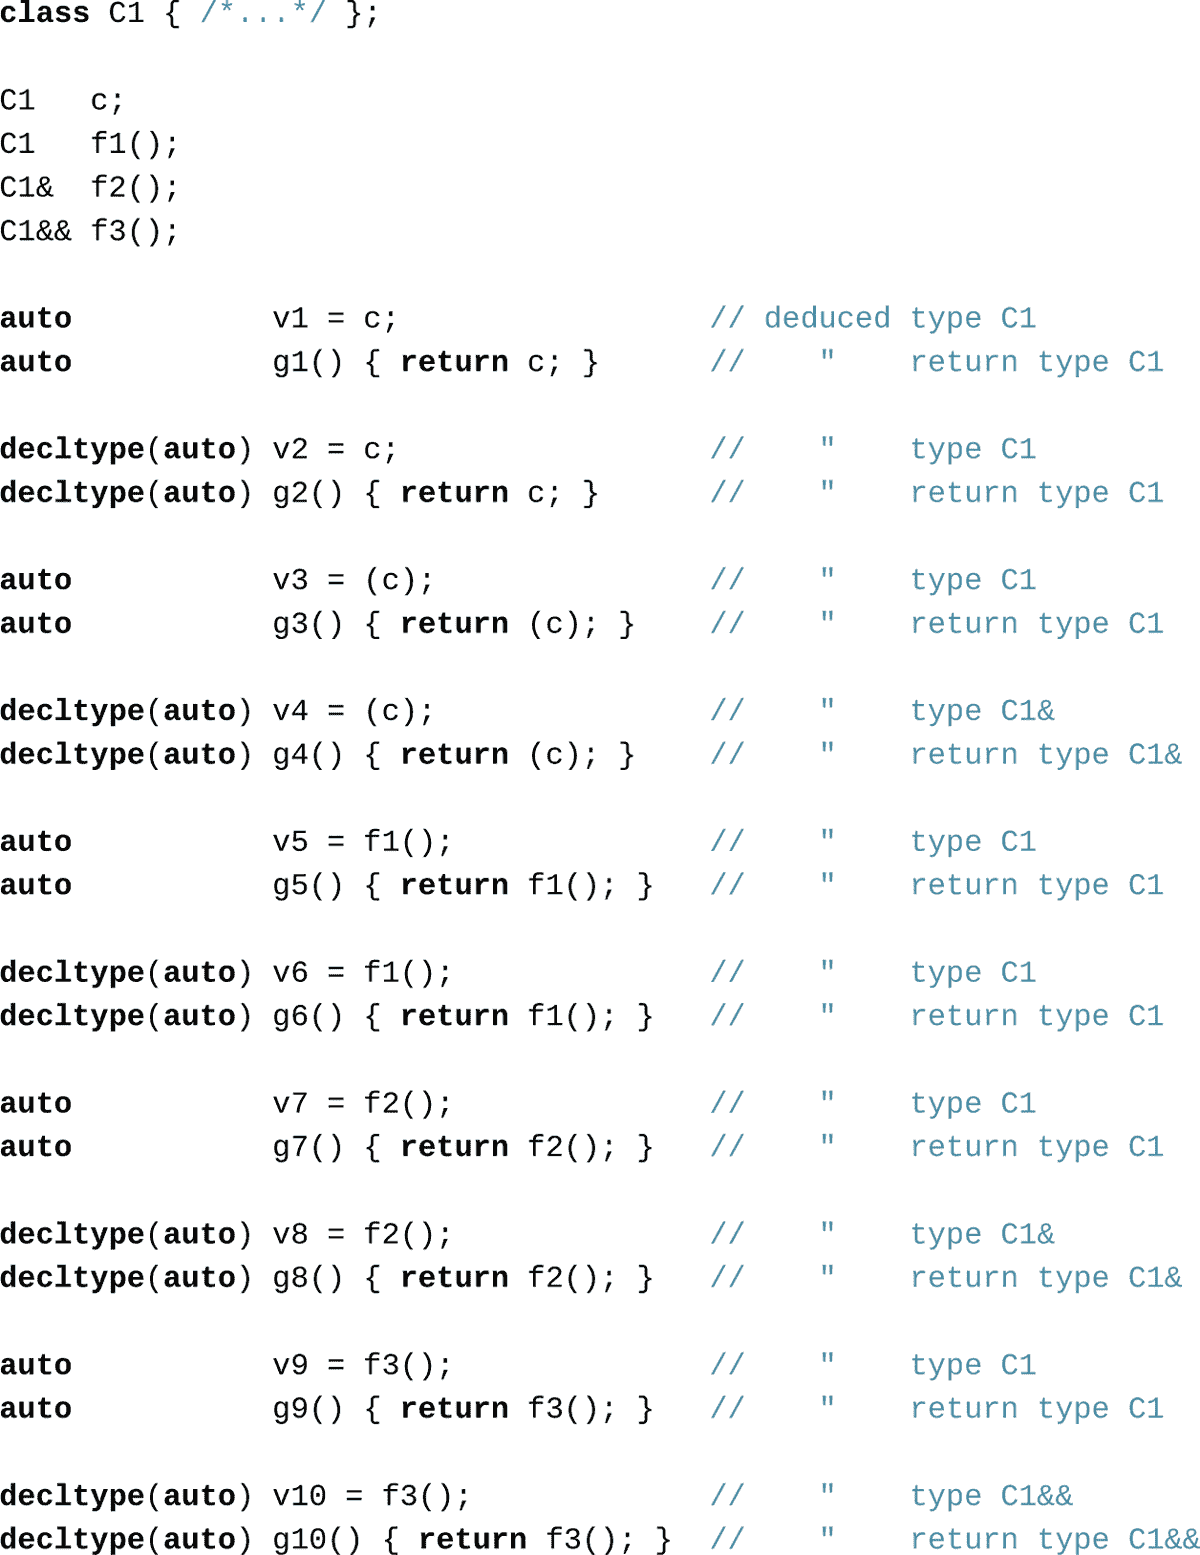 class C1 { /*...*/ };
C1   c;
C1   f1();
C1&  f2();
C1&& f3();
auto           v1 = c;                 // deduced type C1
auto           g1() { return c; }      //    "    return type C1
decltype(auto) v2 = c;                 //    "    type C1
decltype(auto) g2() { return c; }      //    "    return type C1
auto           v3 = (c);               //    "    type C1
auto           g3() { return (c); }    //    "    return type C1
decltype(auto) v4 = (c);               //    "    type C1&
decltype(auto) g4() { return (c); }    //    "    return type C1&
auto           v5 = f1();              //    "    type C1
auto           g5() { return f1(); }   //    "    return type C1
decltype(auto) v6 = f1();              //    "    type C1
decltype(auto) g6() { return f1(); }   //    "    return type C1
auto           v7 = f2();              //    "    type C1
auto           g7() { return f2(); }   //    "    return type C1
decltype(auto) v8 = f2();              //    "    type C1&
decltype(auto) g8() { return f2(); }   //    "    return type C1&
auto           v9 = f3();              //    "    type C1
auto           g9() { return f3(); }   //    "    return type C1
decltype(auto) v10 = f3();             //    "    type C1&&
decltype(auto) g10() { return f3(); }  //    "    return type C1&&